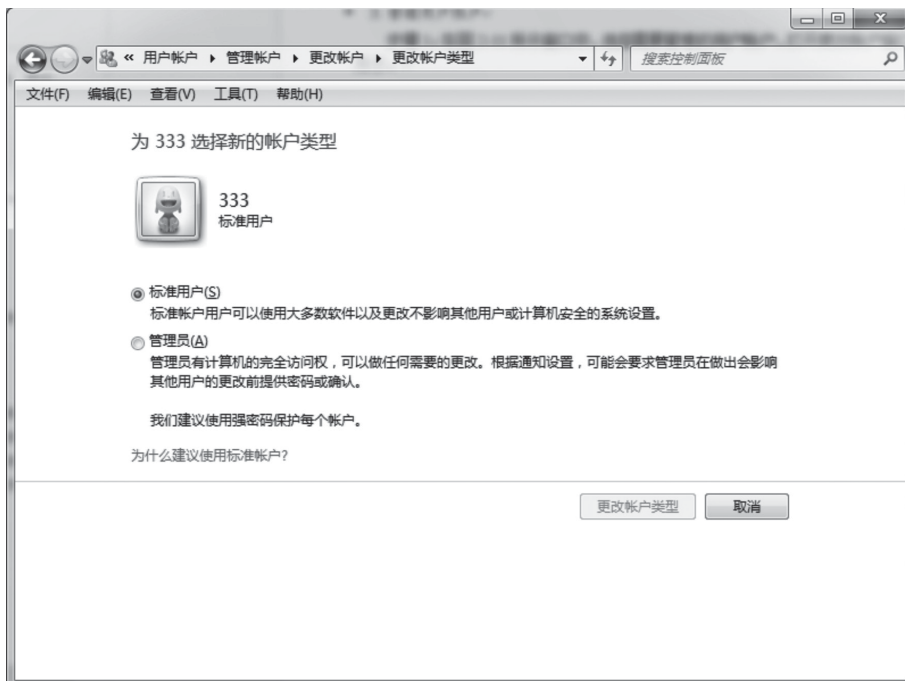 « 用户帐户 ▸ 管理帐户 ▸ 更改帐户 ▸ 更改帐户类型
搜索控制面板
文件(F) 编辑(E) 查看(V) 工具(T) 帮助(H)
为 333 选择新的帐户类型
333
标准用户
标准用户(S)
标准帐户用户可以使用大多数软件以及更改不影响其他用户或计算机安全的系统设置。
管理员(A)
管理员有计算机的完全访问权，可以做任何需要的更改。根据通知设置，可能会要求管理员在做出会影响
其他用户的更改前提供密码或确认。
我们建议使用强密码保护每个帐户。
为什么建议使用标准帐户?
更改帐户类型 取消